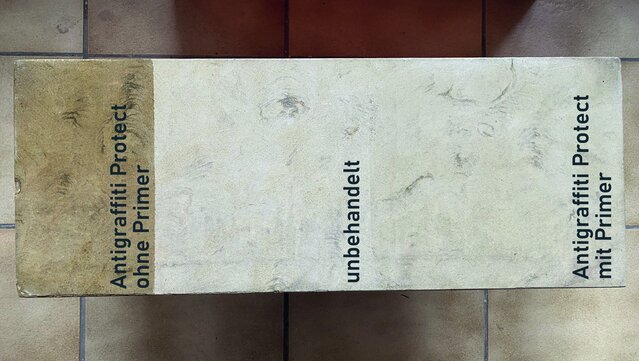 Antigraffiti Protect
ohne Primer
unbehandelt
Antigraffiti Protect
mit Primer